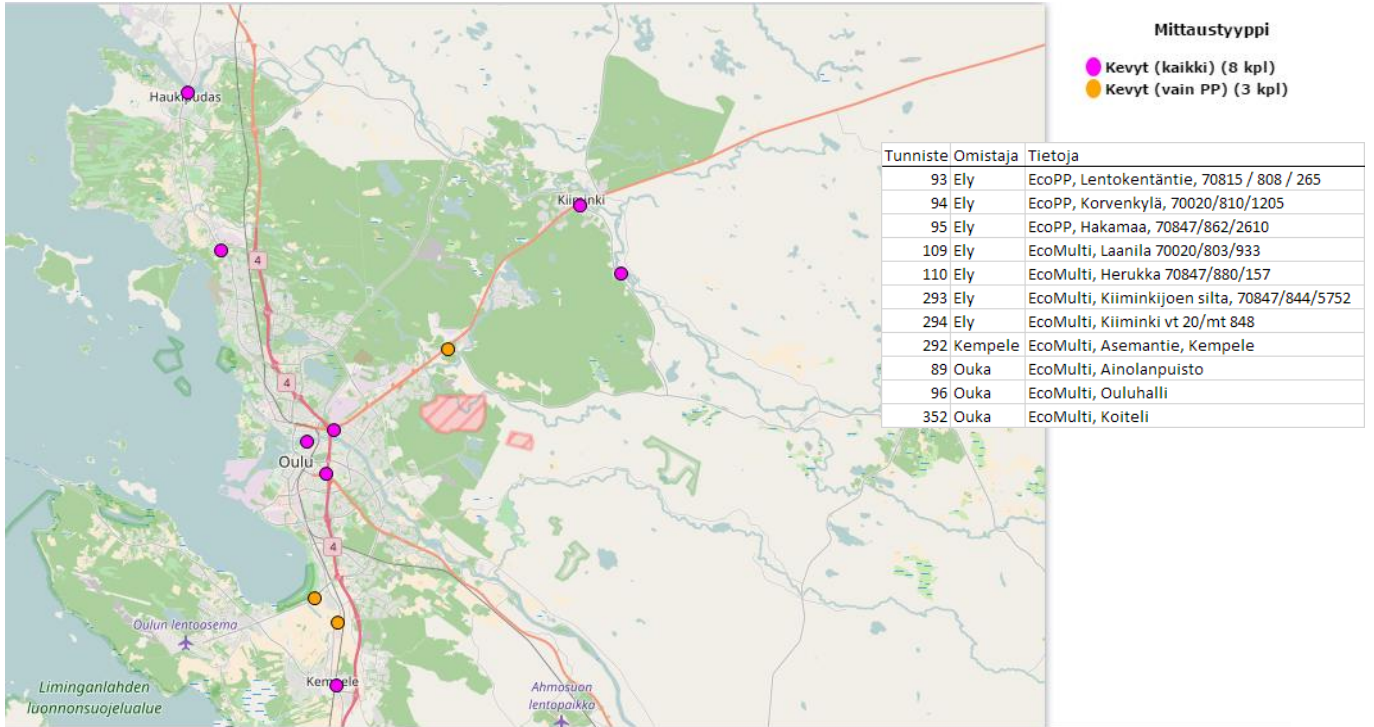 Mittaustyyppi
Kevyt (kaikki) (8 kpl)
Kevyt (vain PP) (3 kpl)
Haukipudas
Kiiminki
4
4
Oulu
4
Oulun lentoasema
Kempele
Liminganlahden
luonnonsuojelualue
Ahmosuon
lentopaikka
Tunniste Omistaja Tietoja
93 Ely EcoPP, Lentokentäntie, 70815 / 808 / 265
94 Ely EcoPP, Korvenkylä, 70020/810/1205
95 Ely EcoPP, Hakamaa, 70847/862/2610
109 Ely EcoMulti, Laanila 70020/803/933
110 Ely EcoMulti, Herukka 70847/880/157
293 Ely EcoMulti, Kiiminkijoen silta, 70847/844/5752
294 Ely EcoMulti, Kiiminki vt 20/mt 848
292 Kempele EcoMulti, Asemantie, Kempele
89 Ouka EcoMulti, Ainolanpuisto
96 Ouka EcoMulti, Ouluhalli
352 Ouka EcoMulti, Koiteli